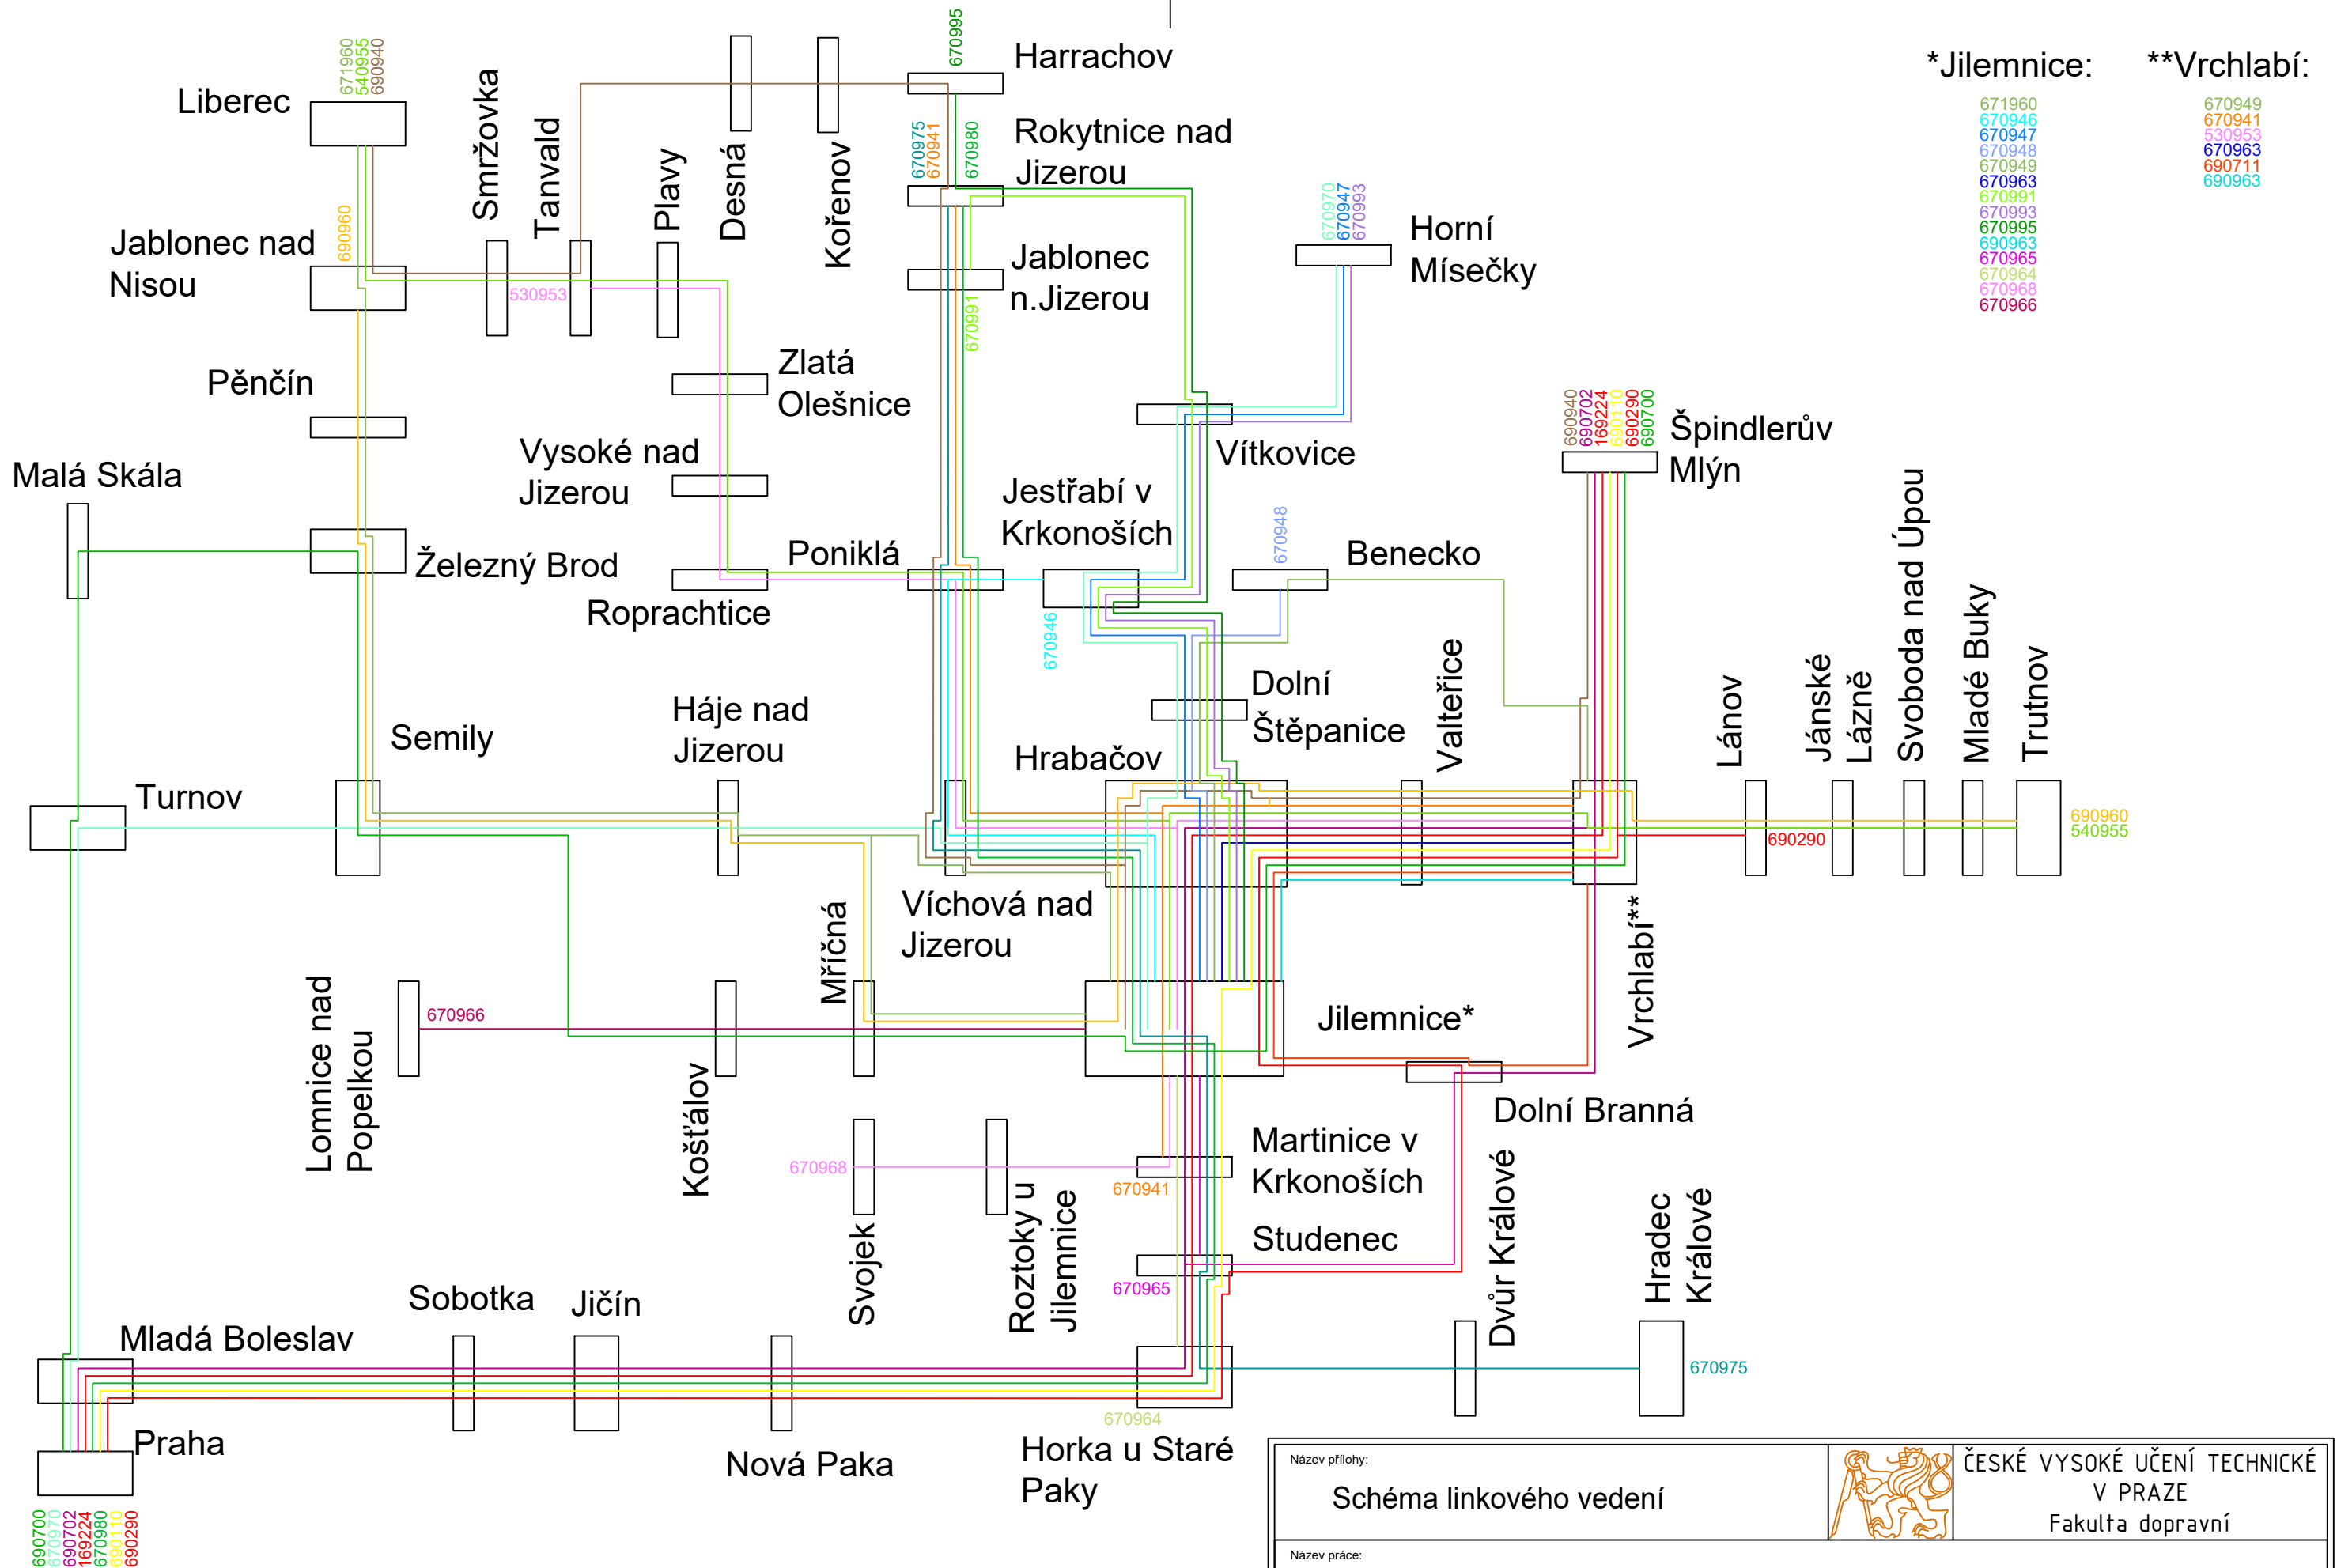 670995
Harrachov
*Jilemnice:
**Vrchlabí:
671960
540955
690940
Liberec
671960
670946
670947
670948
670949
670963
670991
670993
670995
690963
670965
670964
670968
670966
670949
670941
530953
670963
690711
690963
Smržovka
Tanvald
Plavy
Desná
Kořenov
670975
670941
670980
Rokytnice nad
Jizerou
690960
Jablonec nad
Nisou
530953
Jablonec
n.Jizerou
670991
670970
670947
670993
Horní
Mísečky
Pěnčín
Zlatá
Olešnice
690940
690702
169224
690110
690290
690700
Špindlerův
Mlýn
Malá Skála
Vysoké nad
Jizerou
Vítkovice
Jestřabí v
Krkonoších
670948
Benecko
Železný Brod
Poniklá
Roprachtice
670946
Semily
Háje nad
Jizerou
Dolní
Štěpanice
Hrabačov
Valteřice
Lánov
Jánské
Lázně
Svoboda nad Úpou
Mladé Buky
Trutnov
Turnov
690960
540955
690290
Víchová nad
Jizerou
Mříčná
Vrchlabí**
Lomnice nad
Popelkou
670966
Košťálov
Jilemnice*
Dolní Branná
670968
Svojek
Roztoky u
Jilemnice
Martinice v
Krkonoších
670941
Studenec
670965
Dvůr Králové
Hradec
Králové
670975
Sobotka
Jičín
Mladá Boleslav
Praha
Nová Paka
670964
Horka u Staré
Paky
690700
670970
690702
169224
670980
690110
690290
Název přílohy:
Schéma linkového vedení
ČESKÉ VYSOKÉ UČENÍ TECHNICKÉ
V PRAZE
Fakulta dopravní
Název práce: